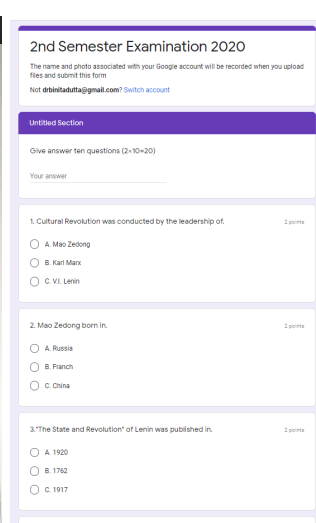 2nd Semester Examination 2020
The name and photo associated with your Google account will be recorded when you upload
files and submit this form
Not drbinitadutta@gmail.com? Switch account
Untitled Section
Give answer ten questions (2×10=20)
Your answer
1. Cultural Revolution was conducted by the leadership of. 2 points
A. Mao Zedong
B. Karl Marx
C. V.I. Lenin
2. Mao Zedong born in. 2 points
A. Russia
B. Franch
C. China
3."The State and Revolution" of Lenin was published in. 2 points
A. 1920
B. 1762
C. 1917